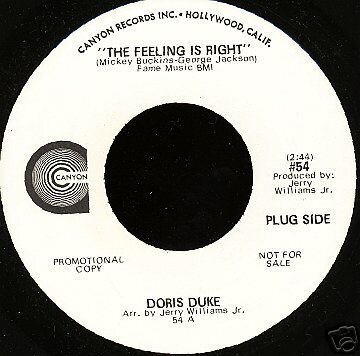 CANYON RECORDS INC. • HOLLYWOOD, CALIF.
"THE FEELING IS RIGHT"
(Mickey Buckins-George Jackson)
Fame Music BMI
(2:44)
#54
Produced by:
Jerry
Williams Jr.
CANYON
PLUG SIDE
PROMOTIONAL
COPY
NOT FOR
SALE
DORIS DUKE
Arr. by Jerry Williams Jr.
54 A